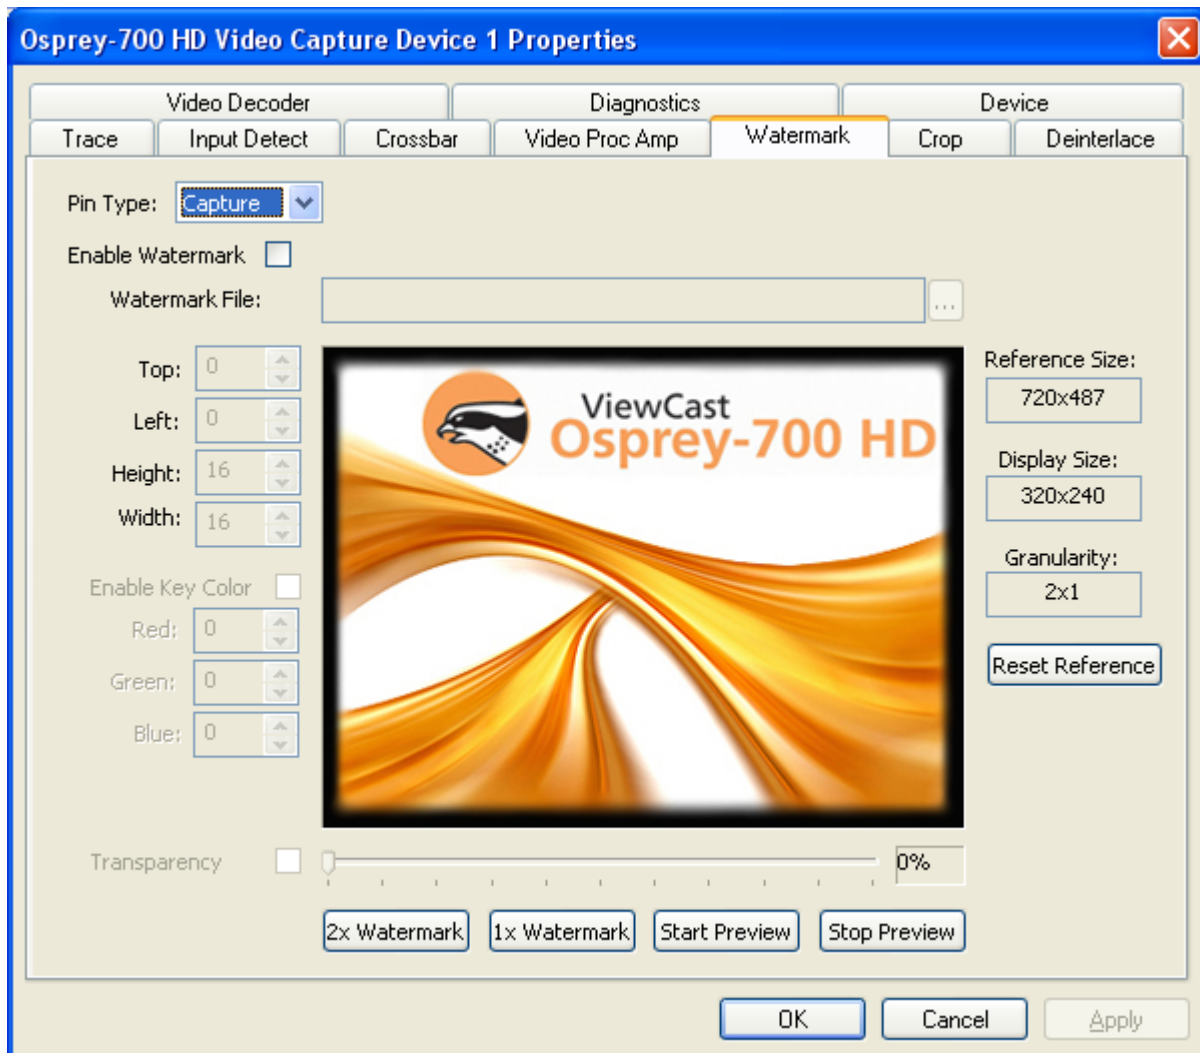 Osprey-700 HD Video Capture Device 1 Properties
Video Decoder Diagnostics Device
Trace Input Detect Crossbar Video Proc Amp Watermark Crop Deinterlace
Pin Type: Capture
Enable Watermark
Watermark File: ...
Top: 0
Left: 0
Height: 16
Width: 16
Enable Key Color
Red: 0
Green: 0
Blue: 0
ViewCast
Osprey-700 HD
Reference Size:
720x487
Display Size:
320x240
Granularity:
2x1
Reset Reference
Transparency 0%
2x Watermark 1x Watermark Start Preview Stop Preview
OK Cancel Apply